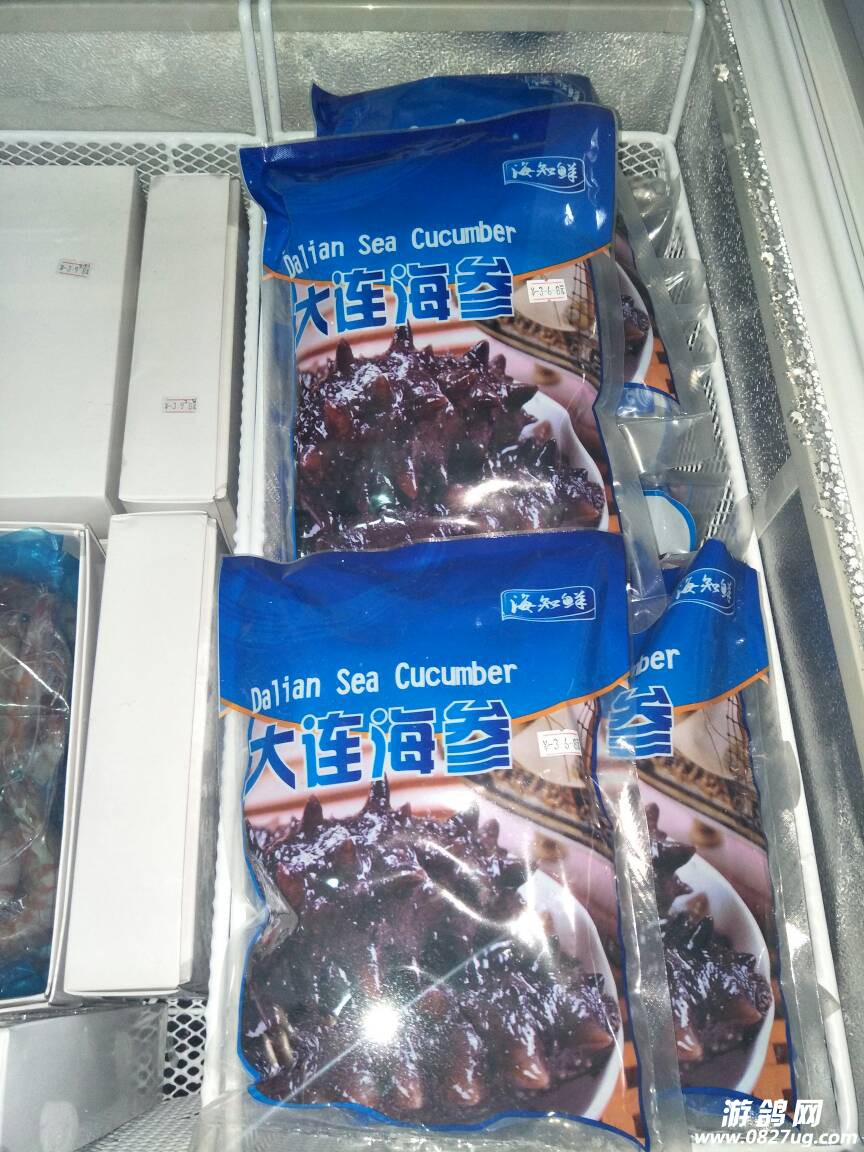 海知鲜
Dalian Sea Cucumber
大连海参
海知鲜
Dalian Sea Cucumber
大连海参
海知鲜
ber
参
游鸽网
www.0827ug.com